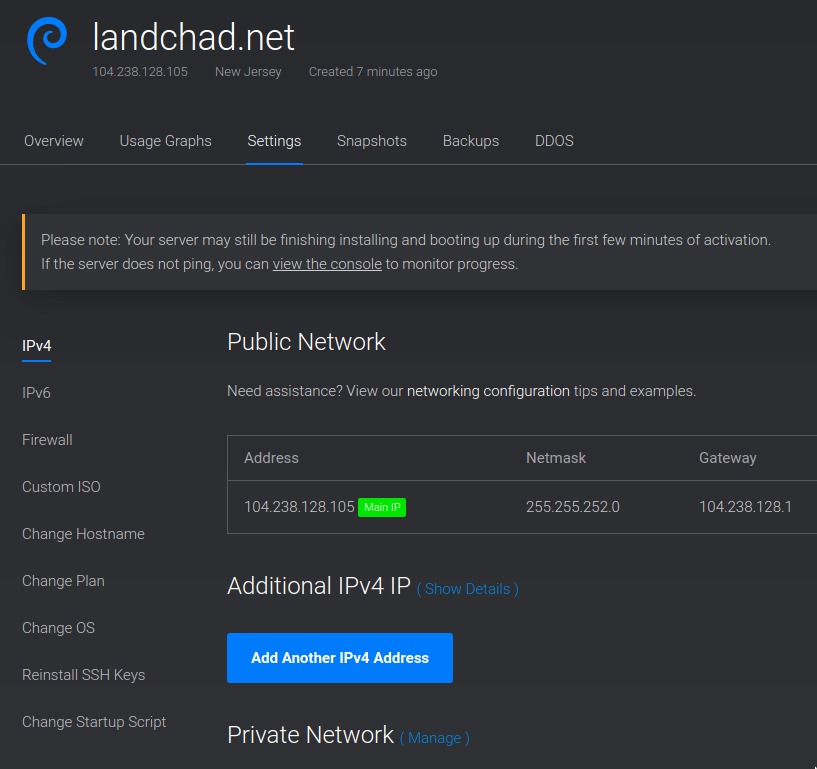 landchad.net
104.238.128.105 New Jersey Created 7 minutes ago
Overview Usage Graphs Settings Snapshots Backups DDOS
Please note: Your server may still be finishing installing and booting up during the first few minutes of activation.
If the server does not ping, you can view the console to monitor progress.
IPv4
IPv6
Firewall
Custom ISO
Change Hostname
Change Plan
Change OS
Reinstall SSH Keys
Change Startup Script
Public Network
Need assistance? View our networking configuration tips and examples.
Address Netmask Gateway
104.238.128.105 Main IP 255.255.252.0 104.238.128.1
Additional IPv4 IP ( Show Details )
Add Another IPv4 Address
Private Network ( Manage )